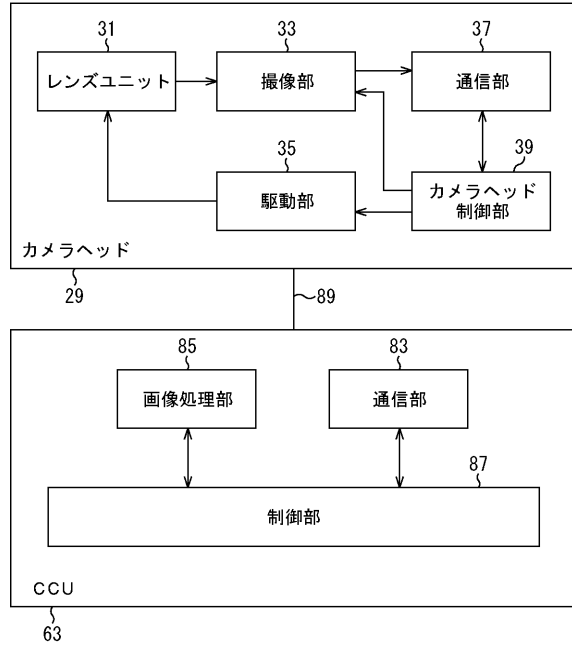 31
33
37
レンズユニット
撮像部
通信部
35
39
駆動部
カメラヘッド
制御部
カメラヘッド
29
89
85
83
画像処理部
通信部
87
制御部
CCU
63